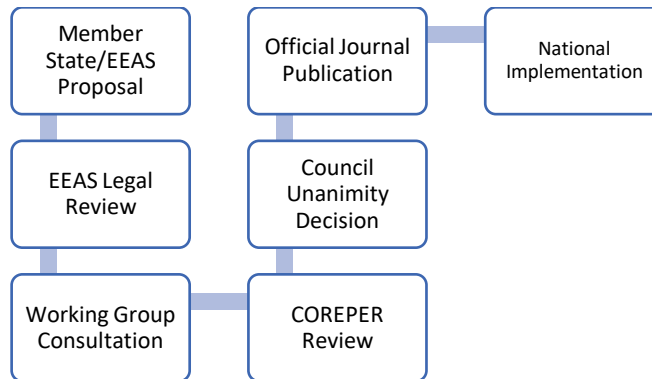 Member
State/EEAS
Proposal
EEAS Legal
Review
Working Group
Consultation
COREPER
Review
Council
Unanimity
Decision
Official Journal
Publication
National
Implementation